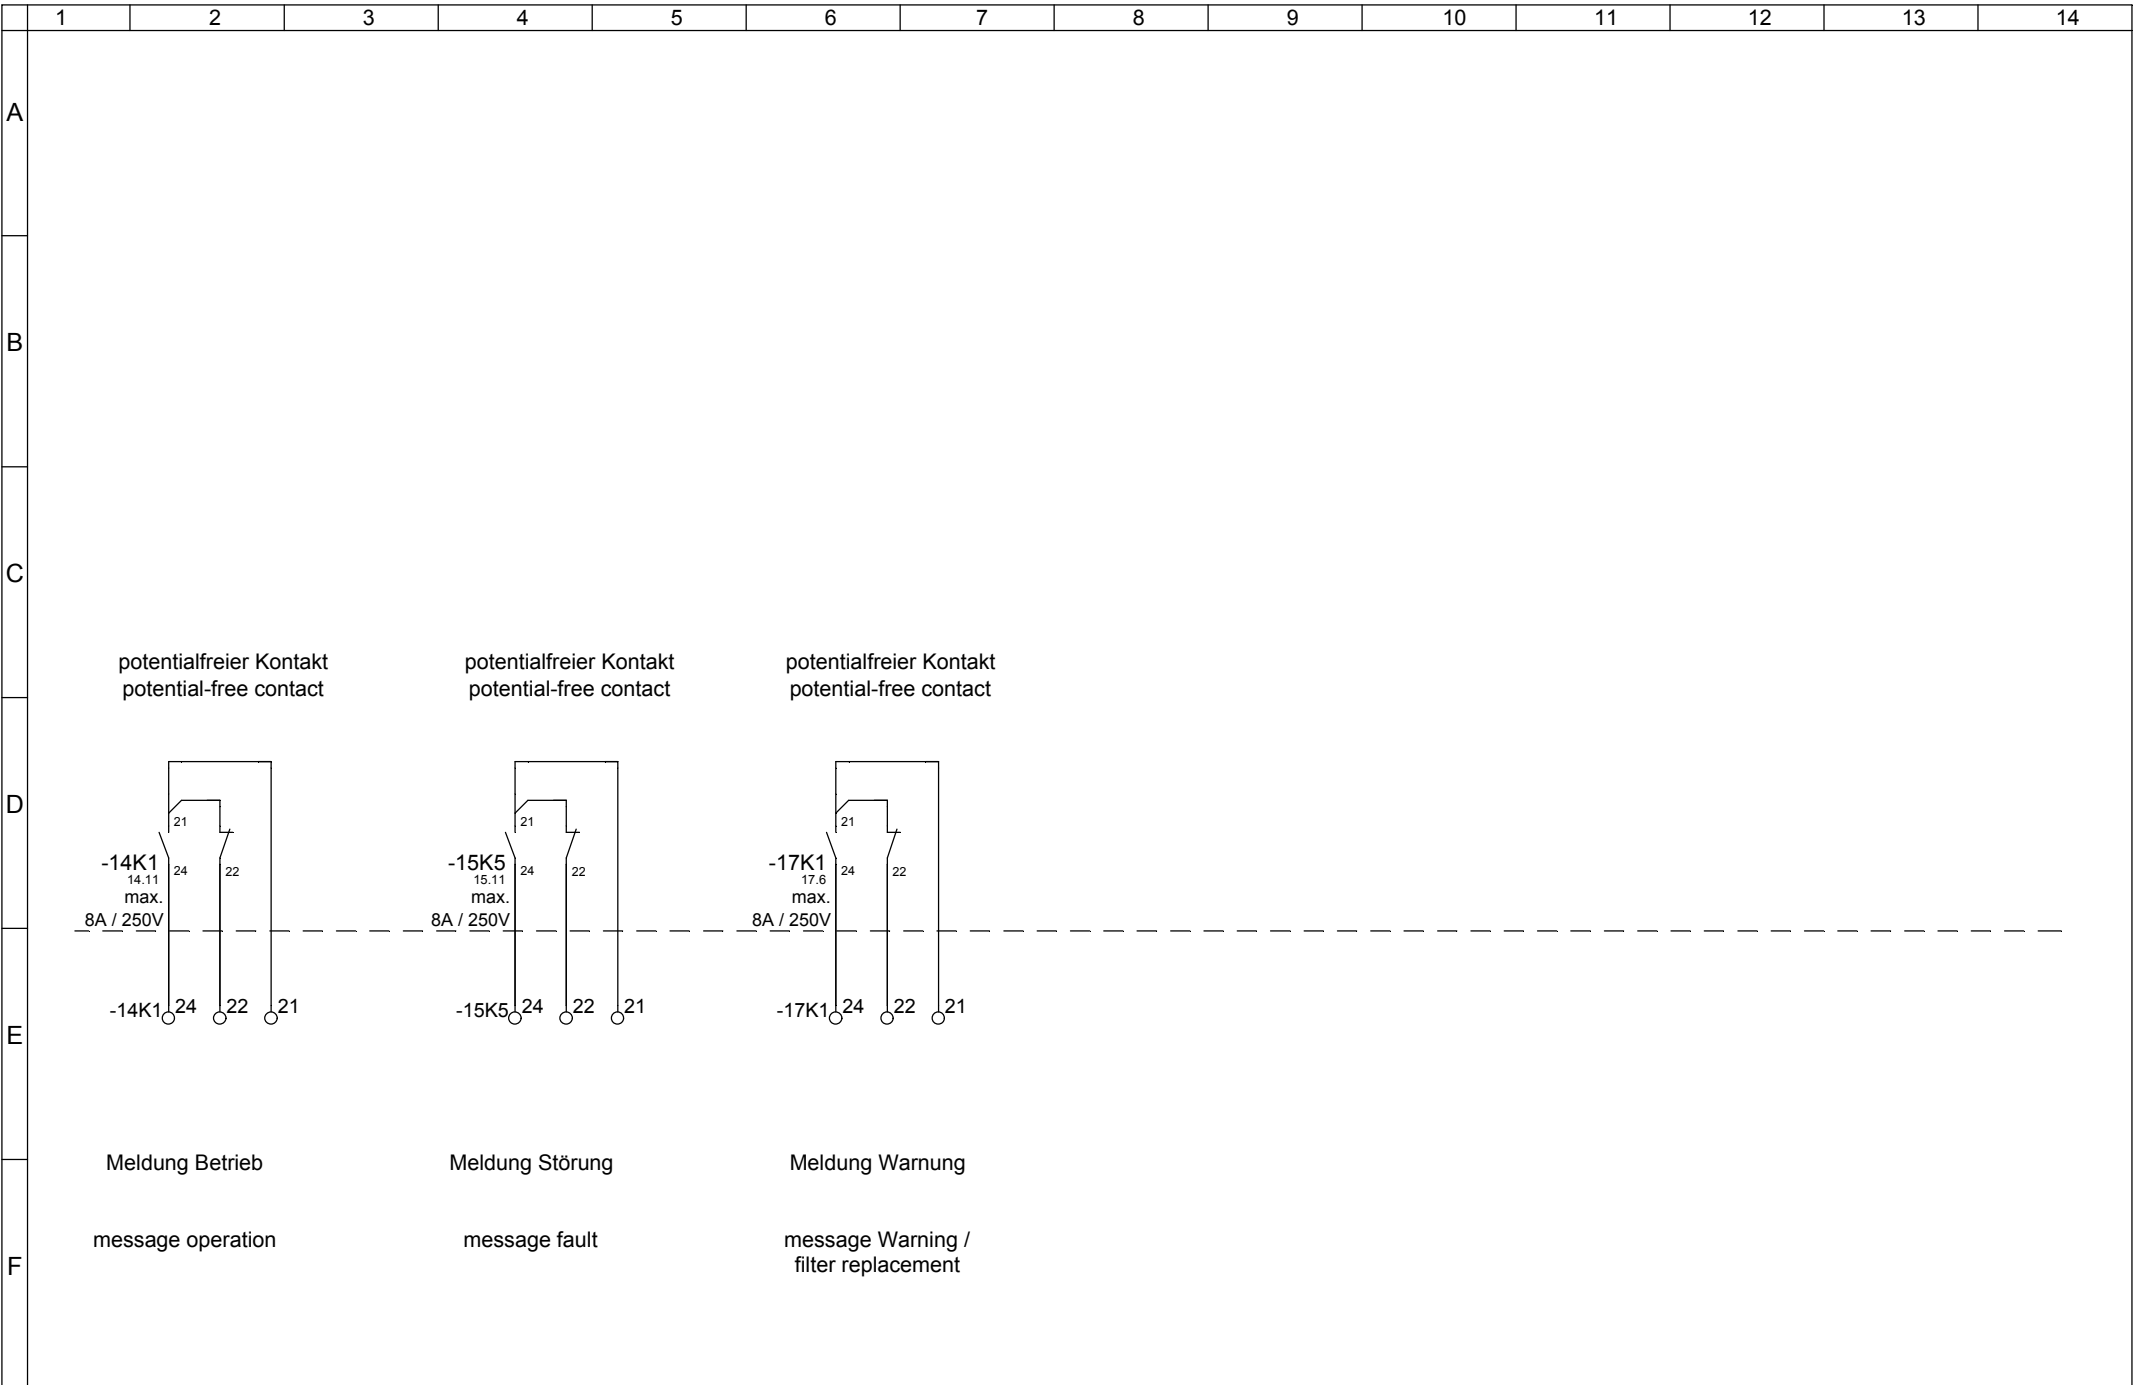 1 2 3 4 5 6 7 8 9 10 11 12 13 14
A
B
C
potentialfreier Kontakt potentialfreier Kontakt potentialfreier Kontakt
potential-free contact potential-free contact potential-free contact
D
21 21 21
-14K1 24 22 -15K5 24 22 -17K1 24 22
14.11 15.11 17.6
max. max. max.
8A / 250V 8A / 250V 8A / 250V
-14K1 24 22 21 -15K5 24 22 21 -17K1 24 22 21
E
Meldung Betrieb Meldung Störung Meldung Warnung
message operation message fault message Warning /
filter replacement
F